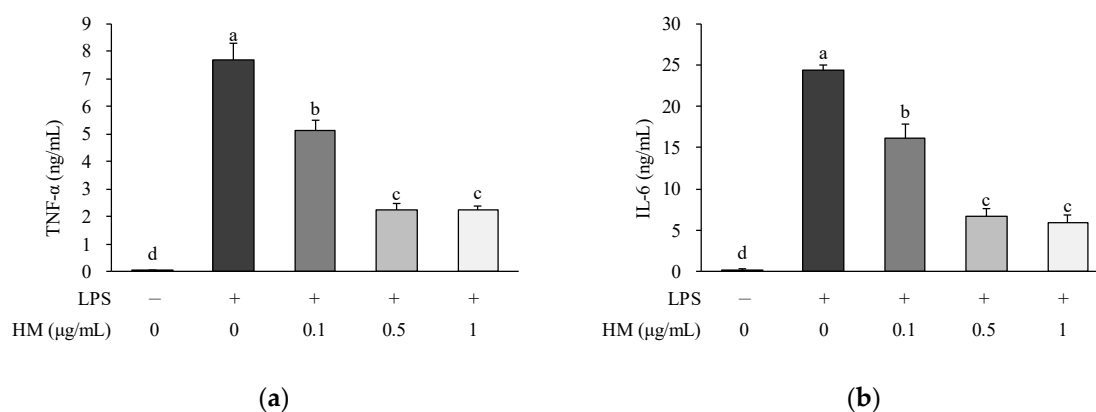 9
8
7
6
5
4
3
2
1
0
TNF-α (ng/mL)
d
a
b
c
c
LPS − + + + +
HM (μg/mL) 0 0 0.1 0.5 1
(a)
30
25
20
15
10
5
0
IL-6 (ng/mL)
d
a
b
c
c
LPS − + + + +
HM (μg/mL) 0 0 0.1 0.5 1
(b)